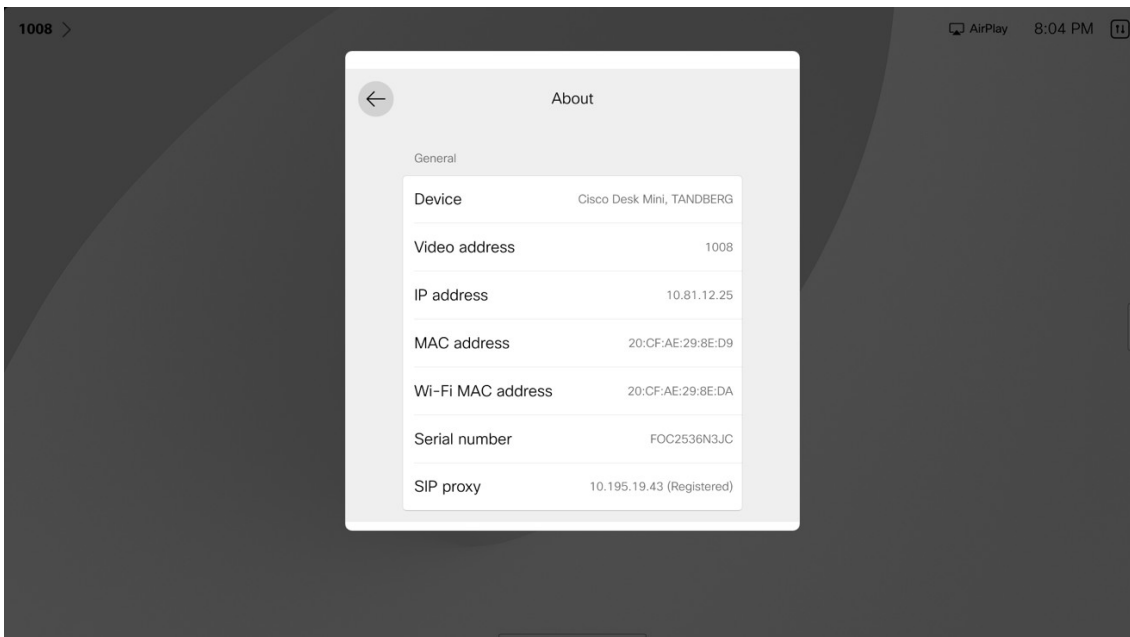 1008
AirPlay 8:04 PM
About
General
Device Cisco Desk Mini, TANDBERG
Video address 1008
IP address 10.81.12.25
MAC address 20:CF:AE:29:8E:D9
Wi-Fi MAC address 20:CF:AE:29:8E:DA
Serial number FOC2536N3JC
SIP proxy 10.195.19.43 (Registered)